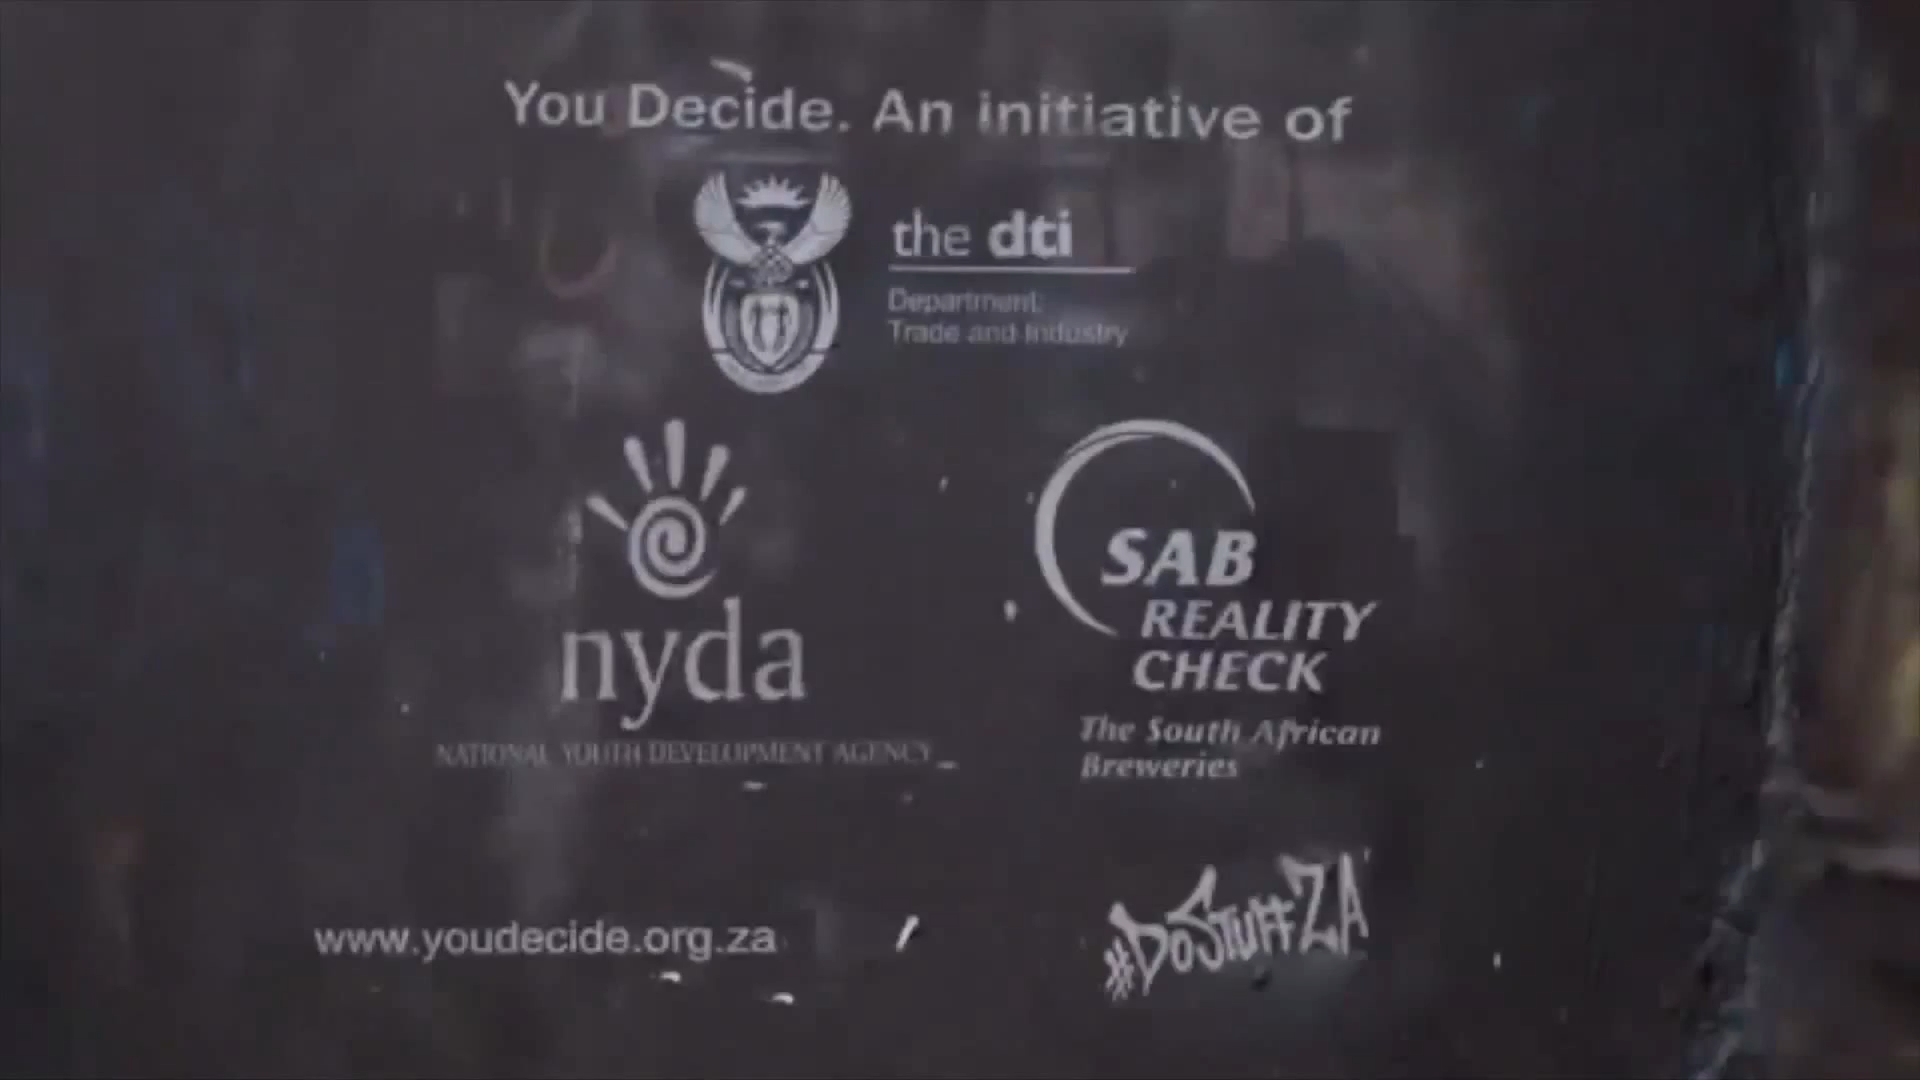 You Decide. An initiative of
the dti
Department:
Trade and Industry
nyda
NATIONAL YOUTH DEVELOPMENT AGENCY
SAB
REALITY
CHECK
The South African
Breweries
www.youdecide.org.za
#DOSTUFFZA